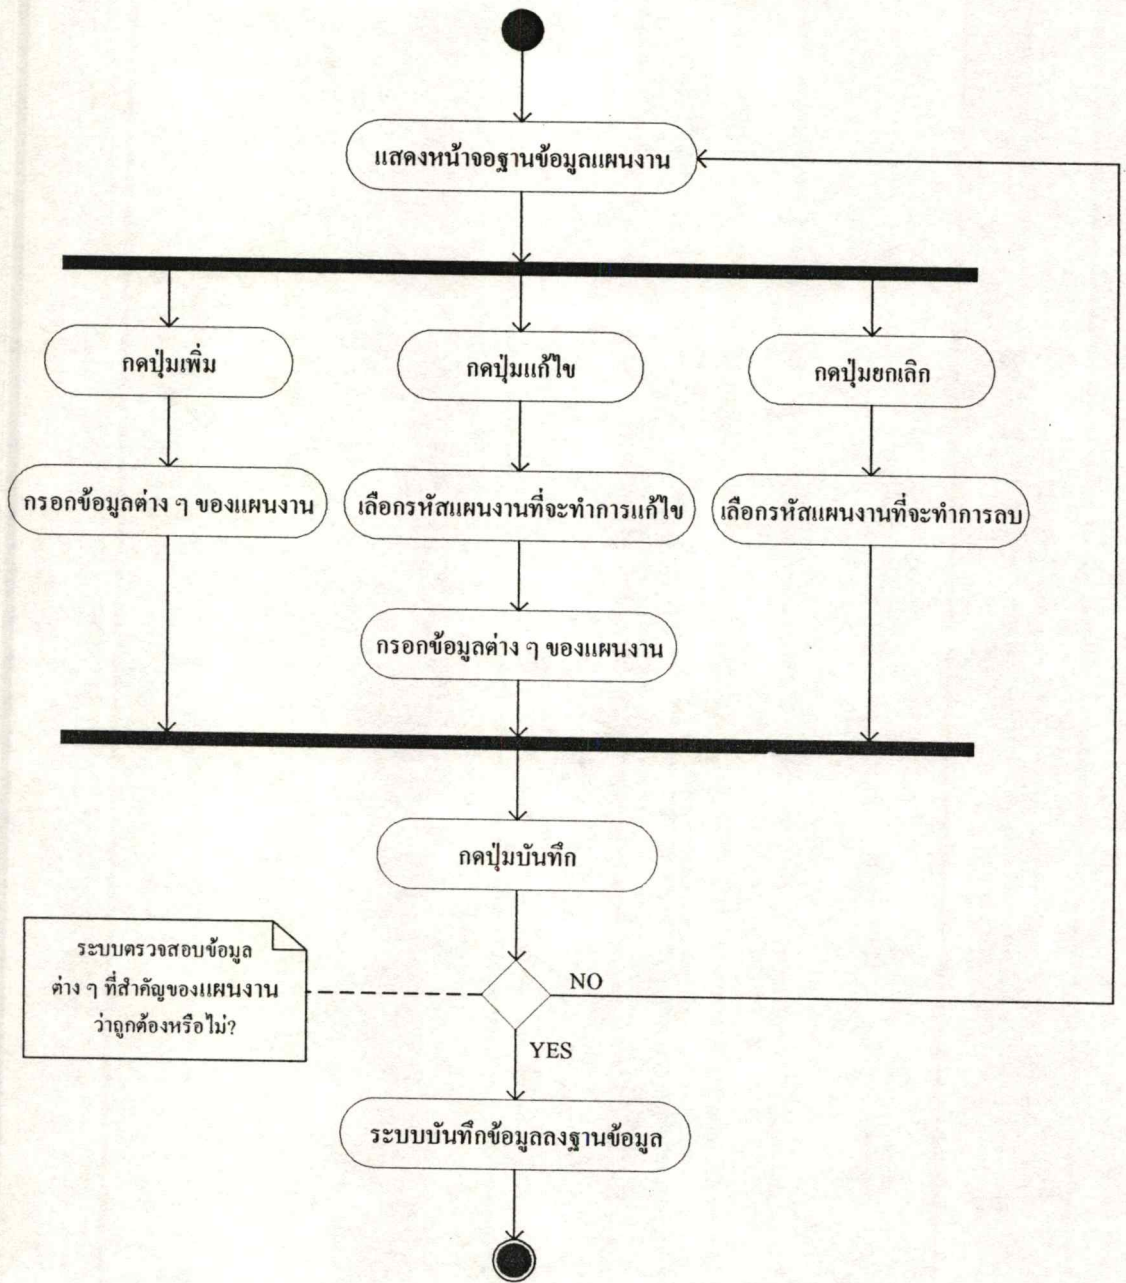 แสดงหน้าจอฐานข้อมูลแผนงาน
กดปุ่มเพิ่ม
กดปุ่มแก้ไข
กดปุ่มยกเลิก
กรอกข้อมูลต่าง ๆ ของแผนงาน
เลือกรหัสแผนงานที่จะทำการแก้ไข
เลือกรหัสแผนงานที่จะทำการลบ
กรอกข้อมูลต่าง ๆ ของแผนงาน
กดปุ่มบันทึก
ระบบตรวจสอบข้อมูล
ต่าง ๆ ที่สำคัญของแผนงาน
ว่าถูกต้องหรือไม่?
NO
YES
ระบบบันทึกข้อมูลลงฐานข้อมูล